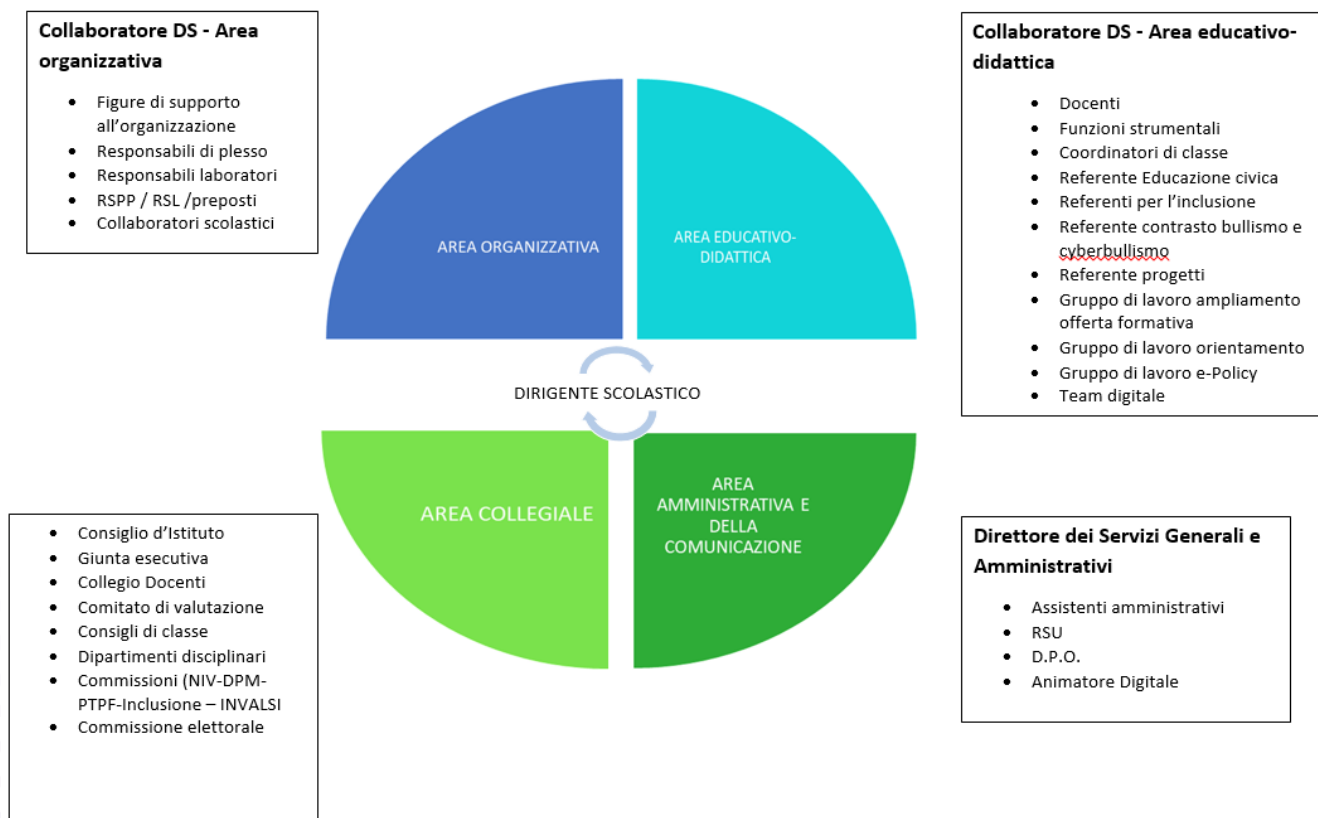 Collaboratore DS - Area
organizzativa
• Figure di supporto
all’organizzazione
• Responsabili di plesso
• Responsabili laboratori
• RSPP / RSL /preposti
• Collaboratori scolastici
Collaboratore DS - Area educativo-
didattica
• Docenti
• Funzioni strumentali
• Coordinatori di classe
• Referente Educazione civica
• Referenti per l’inclusione
• Referente contrasto bullismo e
cyberbullismo
• Referente progetti
• Gruppo di lavoro ampliamento
offerta formativa
• Gruppo di lavoro orientamento
• Gruppo di lavoro e-Policy
• Team digitale
AREA ORGANIZZATIVA
AREA EDUCATIVO-
DIDATTICA
DIRIGENTE SCOLASTICO
AREA COLLEGIALE
AREA
AMMINISTRATIVA E
DELLA
COMUNICAZIONE
• Consiglio d’Istituto
• Giunta esecutiva
• Collegio Docenti
• Comitato di valutazione
• Consigli di classe
• Dipartimenti disciplinari
• Commissioni (NIV-DPM-
PTPF-Inclusione – INVALSI
• Commissione elettorale
Direttore dei Servizi Generali e
Amministrativi
• Assistenti amministrativi
• RSU
• D.P.O.
• Animatore Digitale